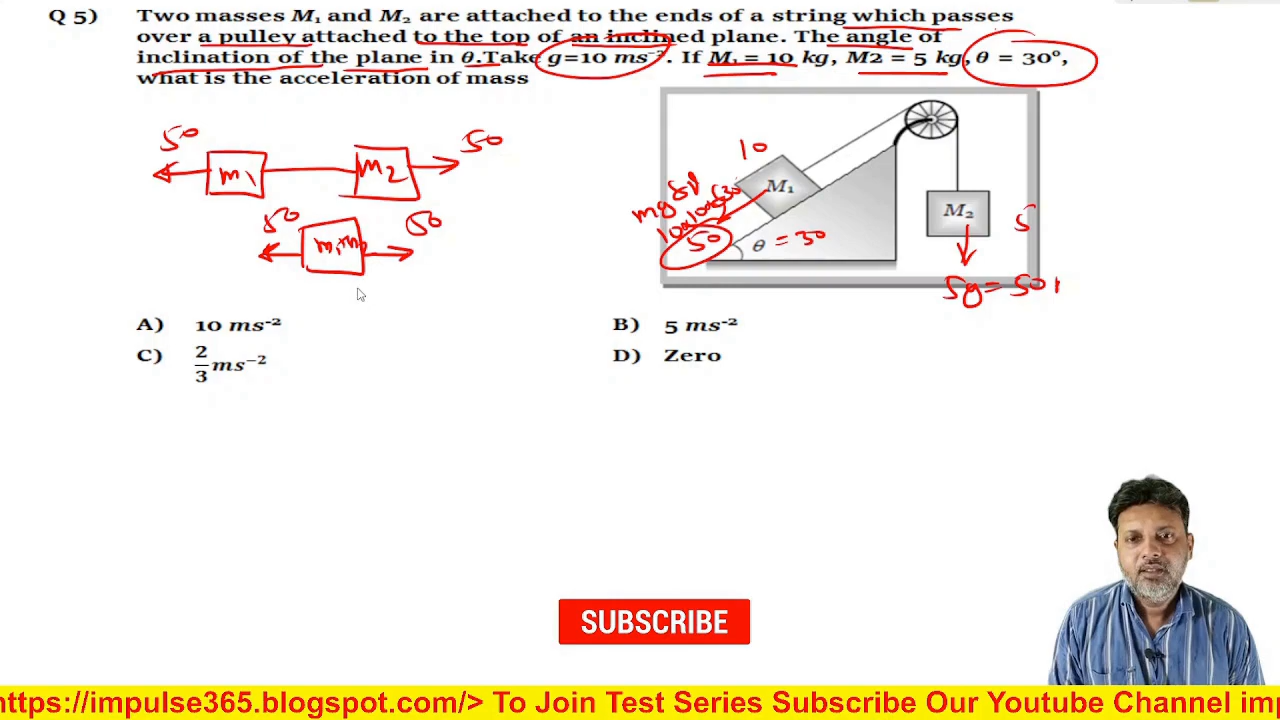 Q 5) Two masses M₁ and M₂ are attached to the ends of a string which passes
over a pulley attached to the top of an inclined plane. The angle of
inclination of the plane in θ.Take g=10 ms⁻². If M₁ = 10 kg, M2 = 5 kg, θ = 30°,
what is the acceleration of mass
50
50
m1
M2
50
50
10
M₁
mg
50
θ = 30
M₂
5
5g = 50
A) 10 ms⁻²
B) 5 ms⁻²
C) 2/3 ms⁻²
D) Zero
SUBSCRIBE
https://impulse365.blogspot.com/> To Join Test Series Subscribe Our Youtube Channel imp